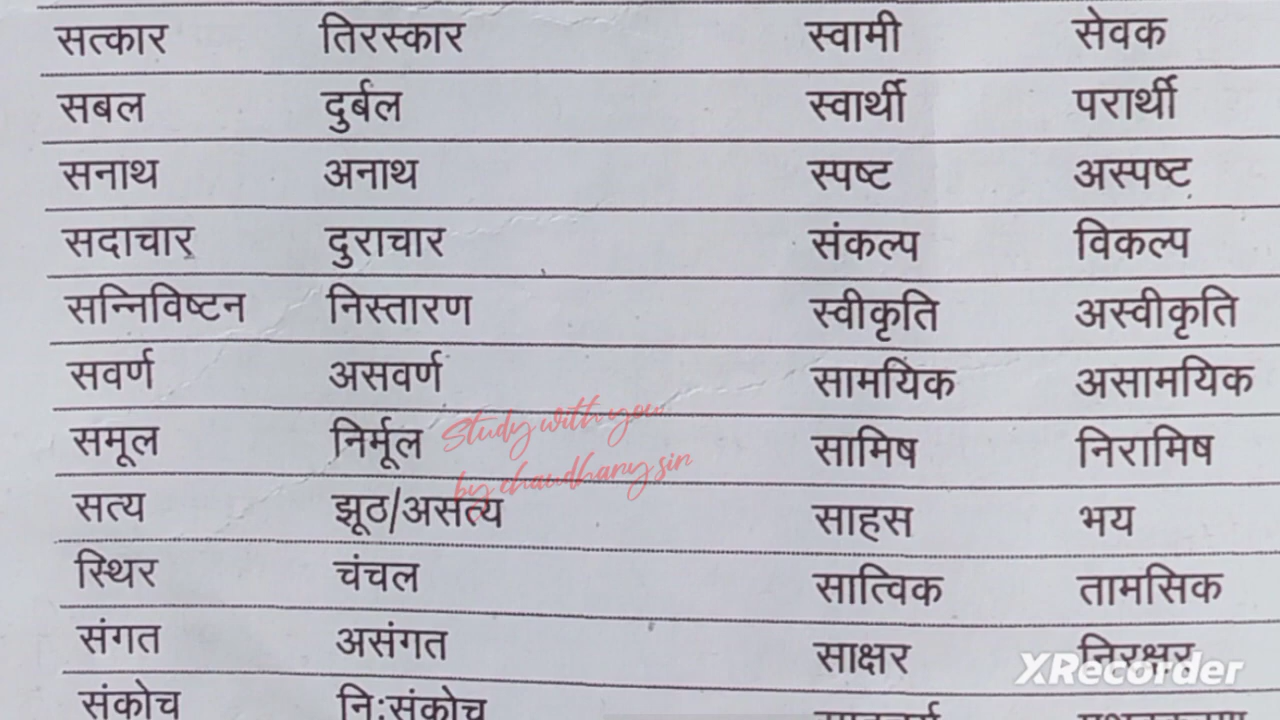 सत्कार तिरस्कार स्वामी सेवक
सबल दुर्बल स्वार्थी परार्थी
सनाथ अनाथ स्पष्ट अस्पष्ट
सदाचार दुराचार संकल्प विकल्प
सन्निविष्टन निस्तारण स्वीकृति अस्वीकृति
सवर्ण असवर्ण सामयिक असामयिक
समूल निर्मूल सामिष निरामिष
Study with you
by chaudhary sir
सत्य झूठ/असत्य साहस भय
स्थिर चंचल सात्विक तामसिक
संगत असंगत साक्षर निरक्षर
XRecorder
संकोच नि:संकोच